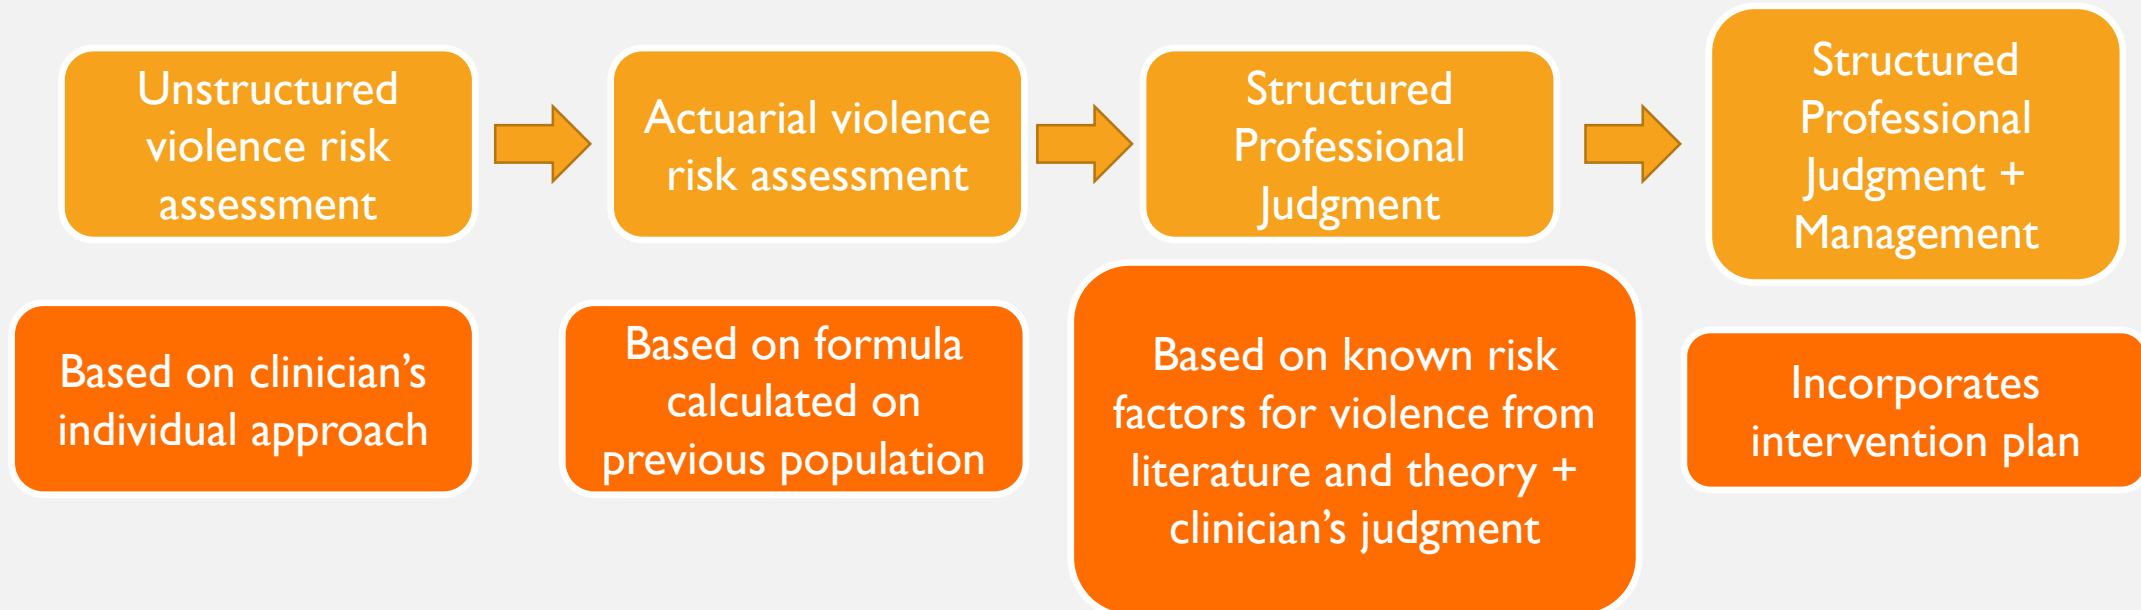 Unstructured
violence risk
assessment
Actuarial violence
risk assessment
Structured
Professional
Judgment
Structured
Professional
Judgment +
Management
Based on clinician’s
individual approach
Based on formula
calculated on
previous population
Based on known risk
factors for violence from
literature and theory +
clinician’s judgment
Incorporates
intervention plan